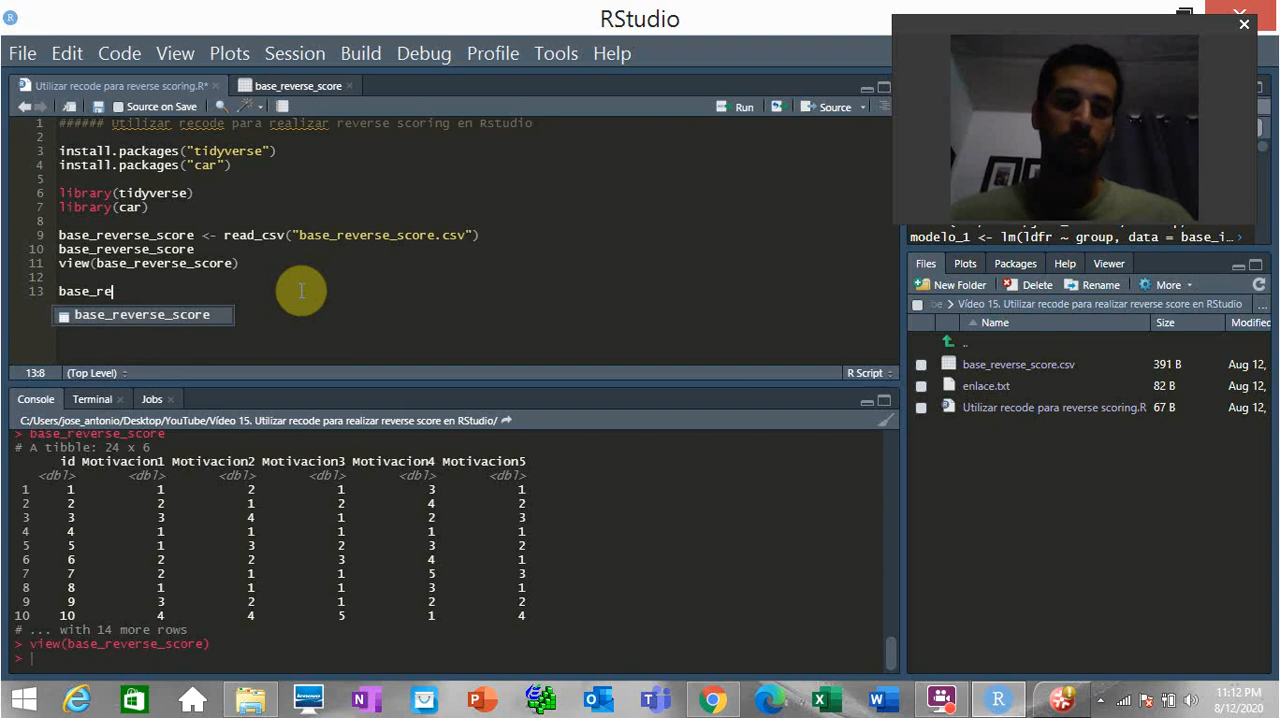 RStudio
File Edit Code View Plots Session Build Debug Profile Tools Help
Utilizar recode para reverse scoring.R* base_reverse_score
Source on Save Run Source
1 ###### Utilizar recode para realizar reverse scoring en Rstudio
2
3 install.packages("tidyverse")
4 install.packages("car")
5
6 library(tidyverse)
7 library(car)
8
9 base_reverse_score <- read_csv("base_reverse_score.csv")
10 base_reverse_score
11 view(base_reverse_score)
12
13 base_re
base_reverse_score
13:8 (Top Level) R Script
Console Terminal Jobs
C:/Users/jose_antonio/Desktop/YouTube/Vídeo 15. Utilizar recode para realizar reverse score en RStudio/
> base_reverse_score
# A tibble: 24 x 6
id Motivacion1 Motivacion2 Motivacion3 Motivacion4 Motivacion5
<dbl> <dbl> <dbl> <dbl> <dbl> <dbl>
1 1 1 2 1 3 1
2 2 2 1 2 4 2
3 3 3 4 1 2 3
4 4 1 1 1 1 1
5 5 1 3 2 3 2
6 6 2 2 3 4 1
7 7 2 1 1 5 3
8 8 1 1 1 3 1
9 9 3 2 1 2 2
10 10 4 4 5 1 4
# ... with 14 more rows
> view(base_reverse_score)
>
modelo_1 <- lm(ldfr ~ group, data = base_i…
Files Plots Packages Help Viewer
New Folder Delete Rename More
be Vídeo 15. Utilizar recode para realizar reverse score en RStudio ...
Name Size Modified
..
base_reverse_score.csv 391 B Aug 12,
enlace.txt 82 B Aug 12,
Utilizar recode para reverse scoring.R 67 B Aug 12,
11:12 PM
8/12/2020